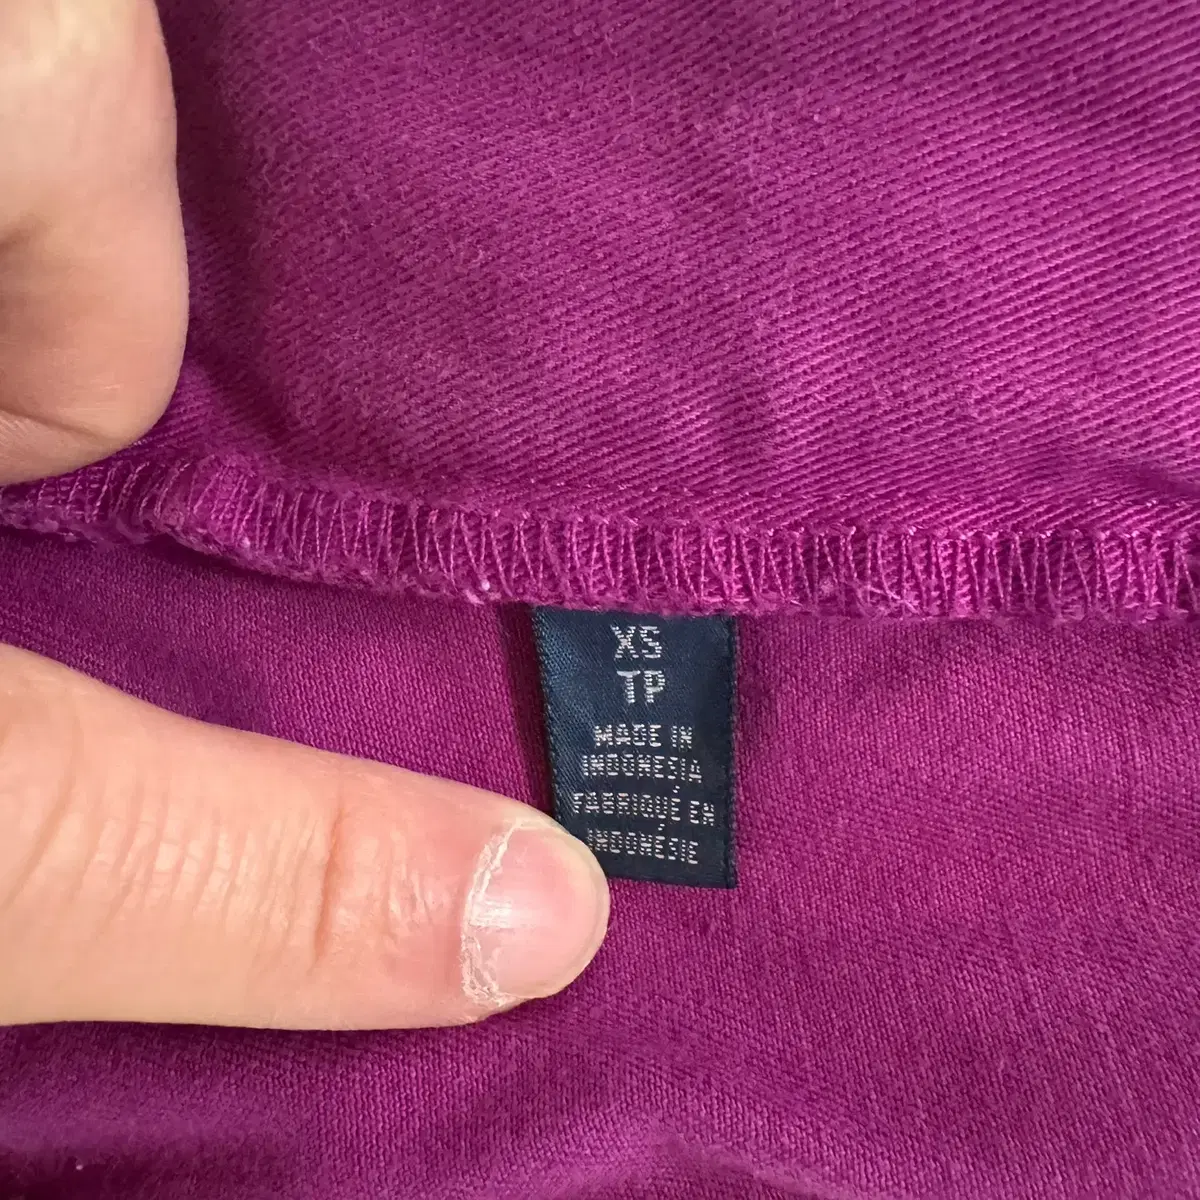 XS
TP
MADE IN
INDONESIA
FABRIQUÉ EN
INDONÉSIE